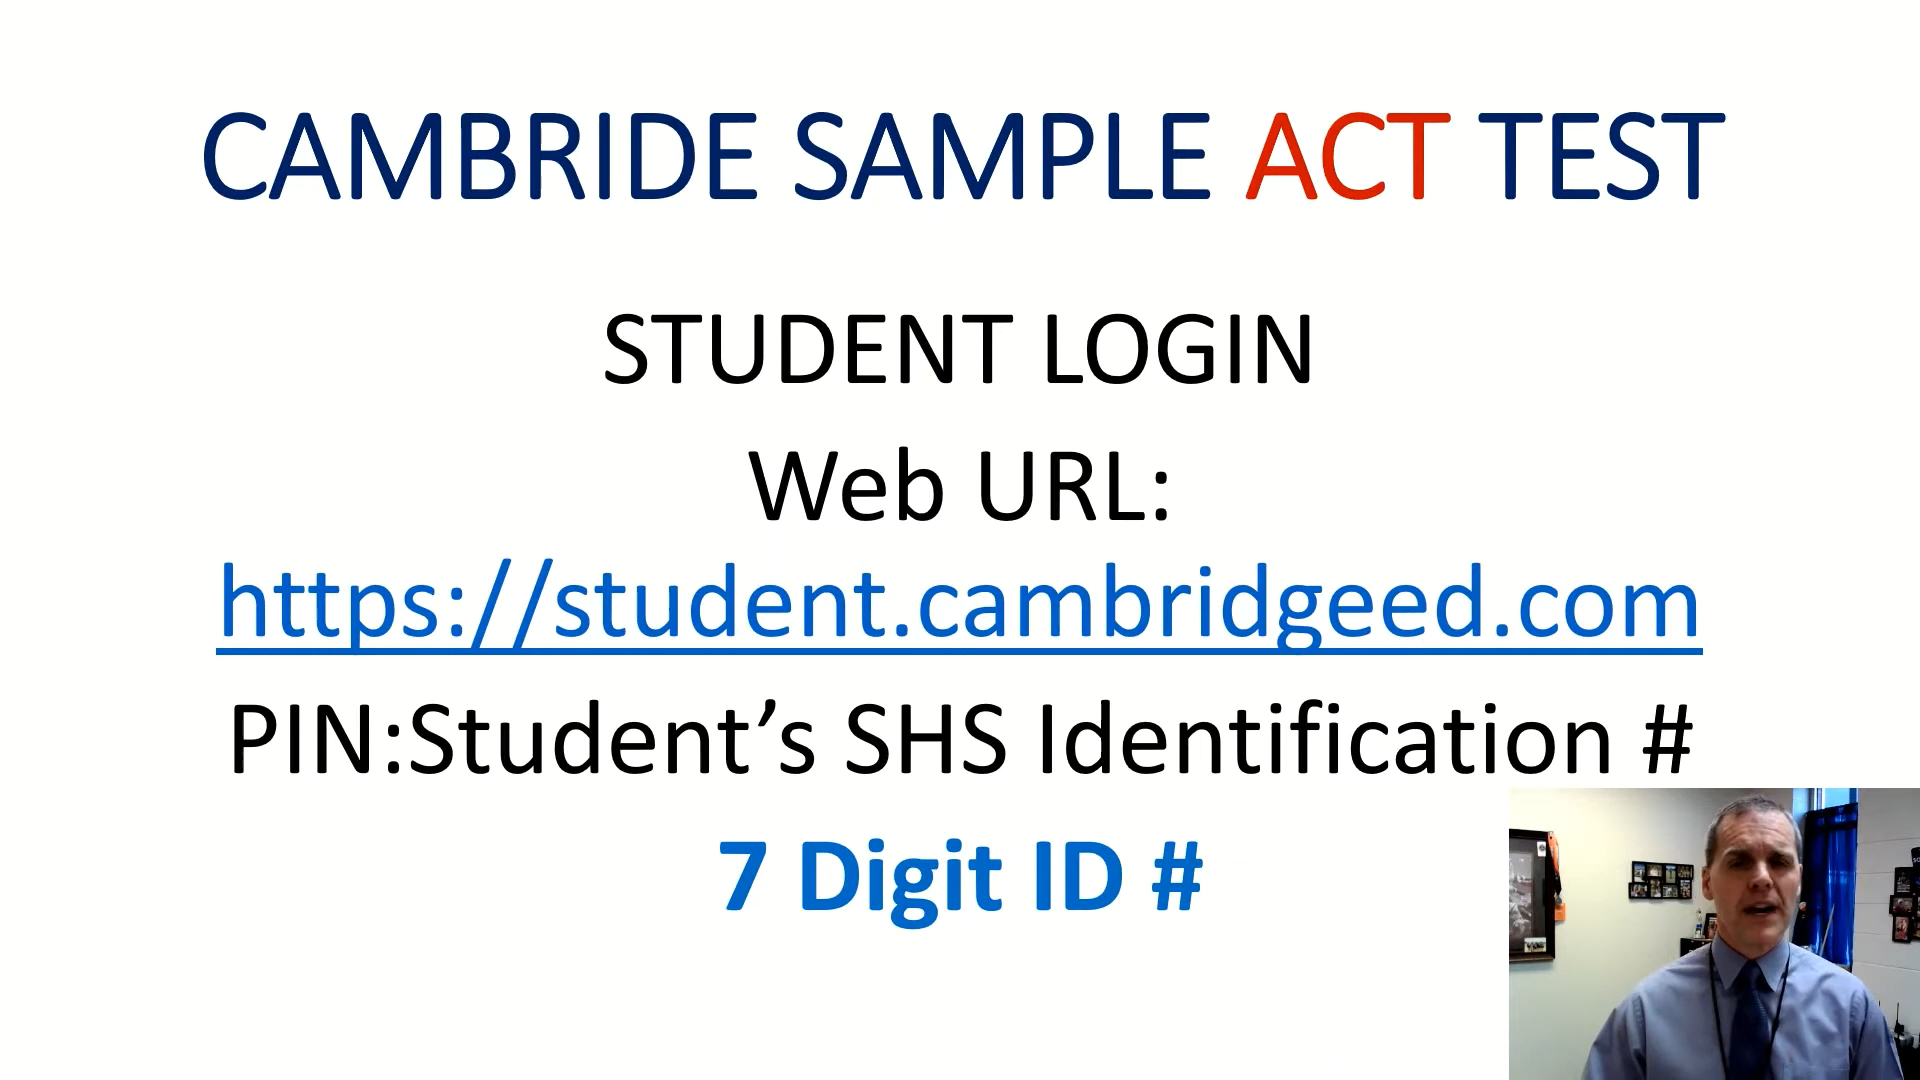 CAMBRIDE SAMPLE ACT TEST
STUDENT LOGIN
Web URL:
https://student.cambridgeed.com
PIN:Student’s SHS Identification #
7 Digit ID #